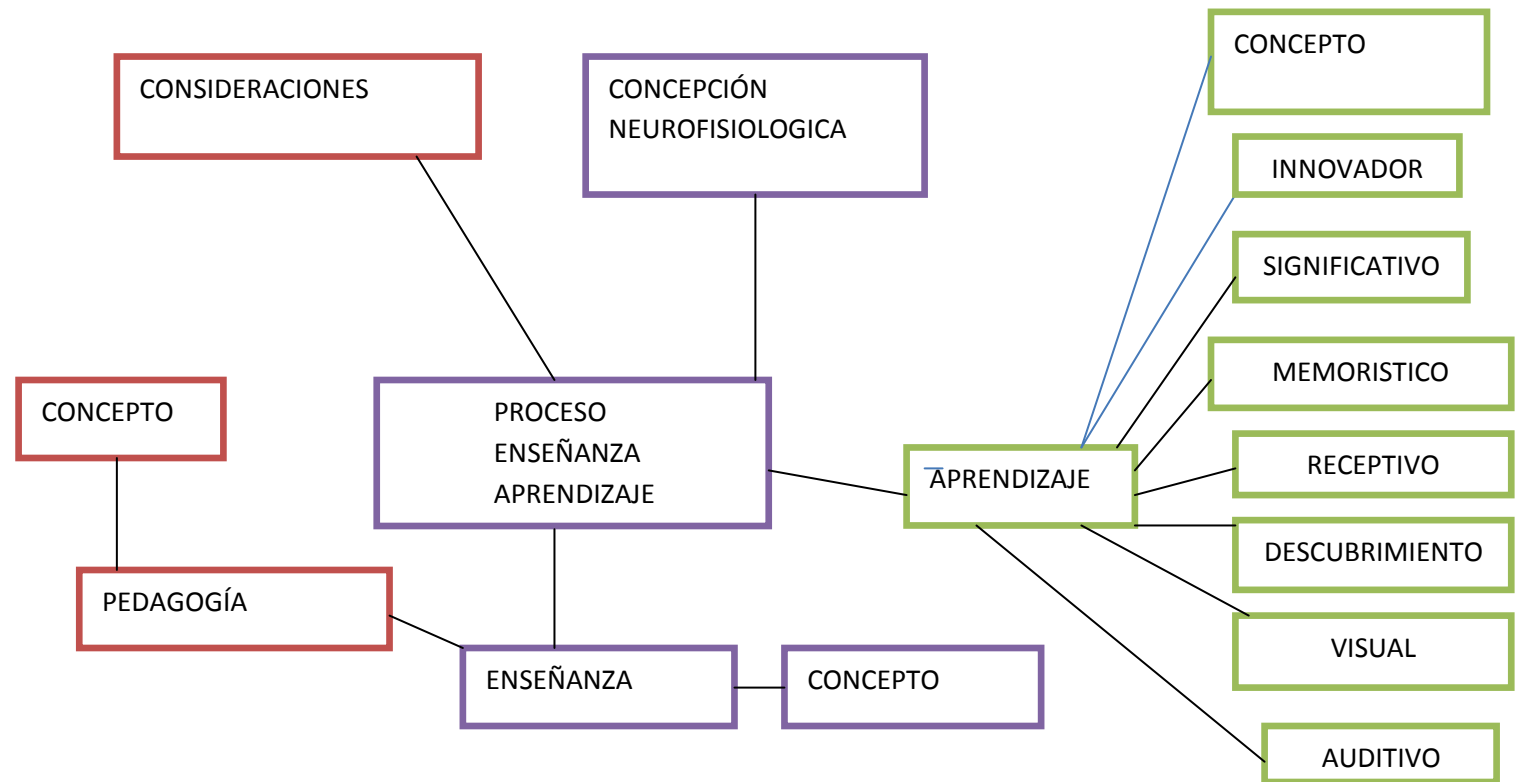 CONCEPTO
CONSIDERACIONES
CONCEPCIÓN
NEUROFISIOLOGICA
INNOVADOR
SIGNIFICATIVO
MEMORISTICO
CONCEPTO
PROCESO
ENSEÑANZA
APRENDIZAJE
APRENDIZAJE
RECEPTIVO
DESCUBRIMIENTO
PEDAGOGÍA
VISUAL
ENSEÑANZA
CONCEPTO
AUDITIVO